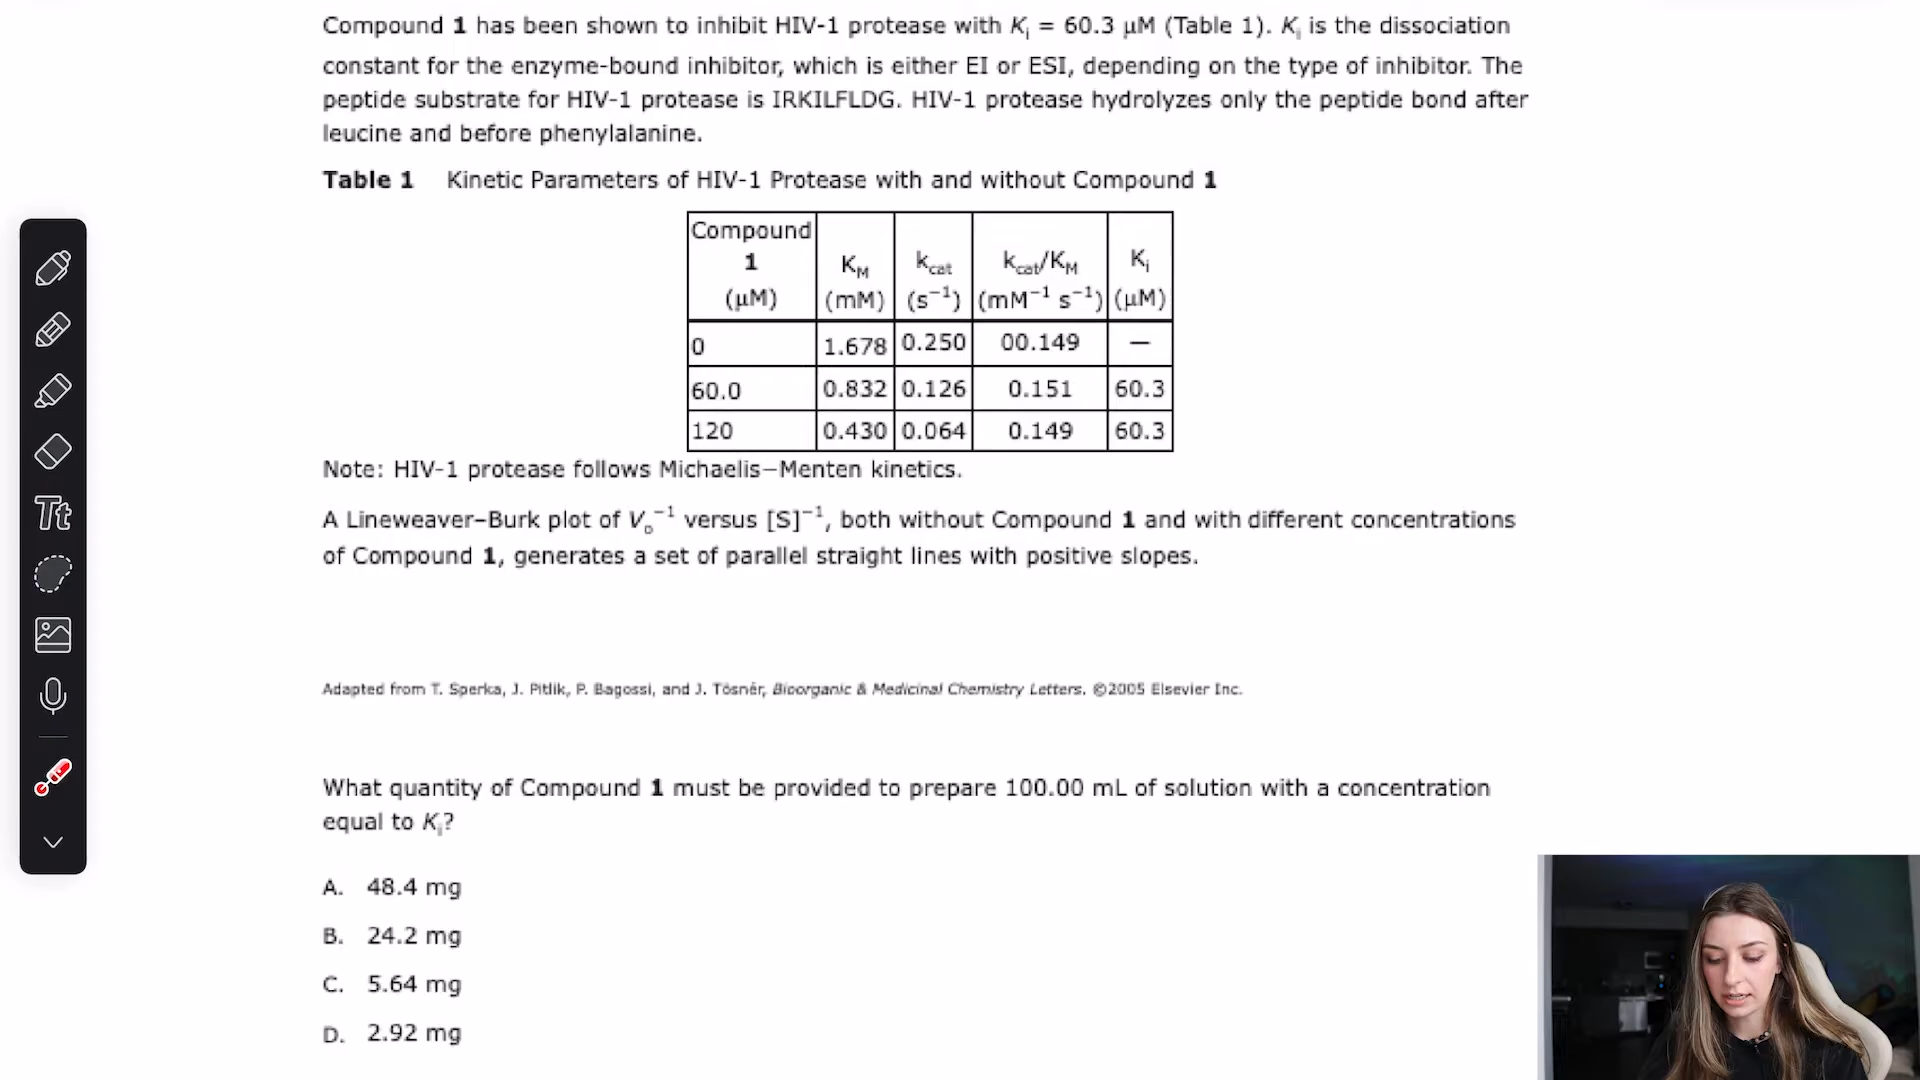 Compound 1 has been shown to inhibit HIV-1 protease with Ki = 60.3 μM (Table 1). Ki is the dissociation
constant for the enzyme-bound inhibitor, which is either EI or ESI, depending on the type of inhibitor. The
peptide substrate for HIV-1 protease is IRKILFLDG. HIV-1 protease hydrolyzes only the peptide bond after
leucine and before phenylalanine.
Table 1 Kinetic Parameters of HIV-1 Protease with and without Compound 1
Compound 1 (μM) KM (mM) kcat (s⁻¹) kcat/KM (mM⁻¹ s⁻¹) Ki (μM)
0 1.678 0.250 00.149 —
60.0 0.832 0.126 0.151 60.3
120 0.430 0.064 0.149 60.3
Note: HIV-1 protease follows Michaelis–Menten kinetics.
A Lineweaver–Burk plot of Vo⁻¹ versus [S]⁻¹, both without Compound 1 and with different concentrations
of Compound 1, generates a set of parallel straight lines with positive slopes.
Adapted from T. Sperka, J. Pitlik, P. Bagossi, and J. Tösnér, Bioorganic & Medicinal Chemistry Letters. ©2005 Elsevier Inc.
What quantity of Compound 1 must be provided to prepare 100.00 mL of solution with a concentration
equal to Ki?
A. 48.4 mg
B. 24.2 mg
C. 5.64 mg
D. 2.92 mg
Tt